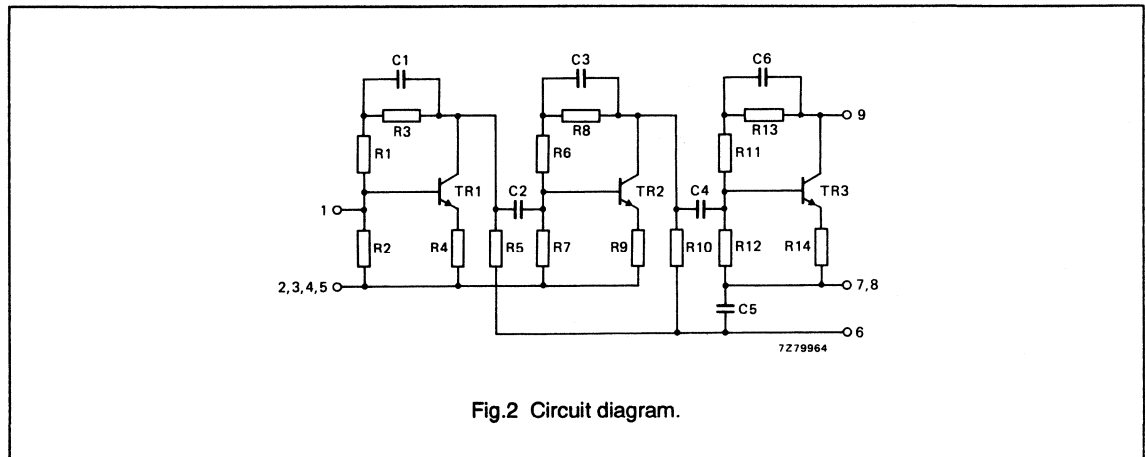 C1
C3
C6
R3
R8
R13
9
R1
R6
R11
TR1
C2
TR2
C4
TR3
1
R2
R4
R5
R7
R9
R10
R12
R14
2,3,4,5
7,8
C5
6
7Z79964
Fig.2 Circuit diagram.